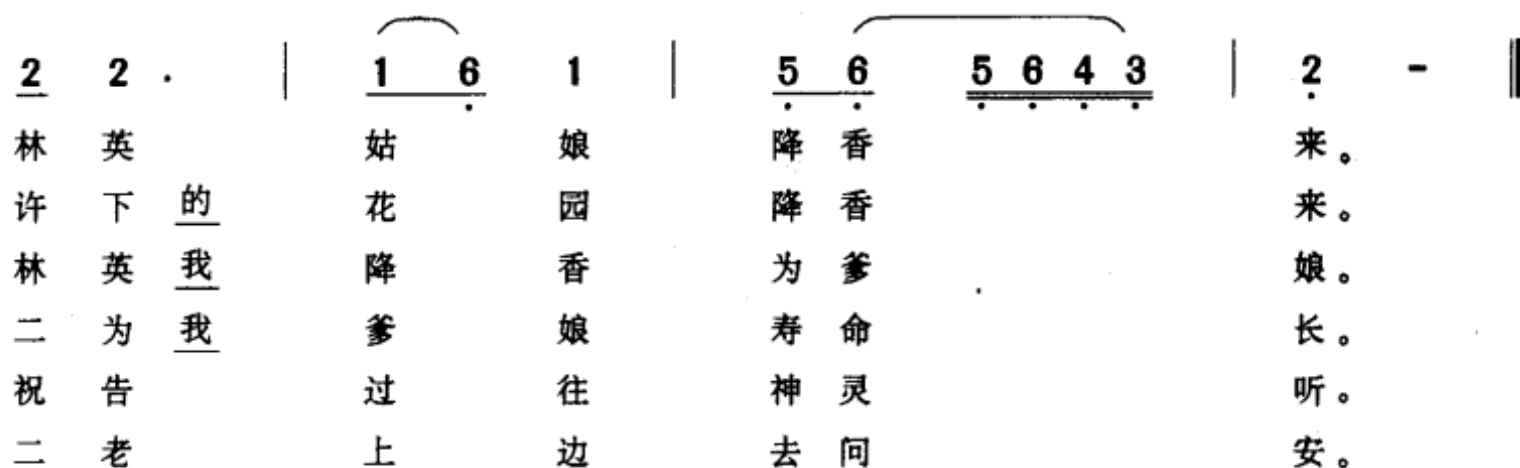 2 2 · | 1 6 1 | 5 6 5 6 4 3 | 2 - ‖
林 英 姑 娘 降 香 来。
许 下 的 花 园 降 香 来。
林 英 我 降 香 为 爹 娘。
二 为 我 爹 娘 寿 命 长。
祝 告 过 往 神 灵 听。
二 老 上 边 去 问 安。